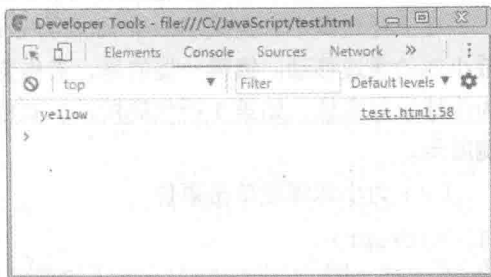 Developer Tools - file:///C:/JavaScript/test.html
Elements Console Sources Network »
top ▼ Filter Default levels ▼
yellow test.html:58
>